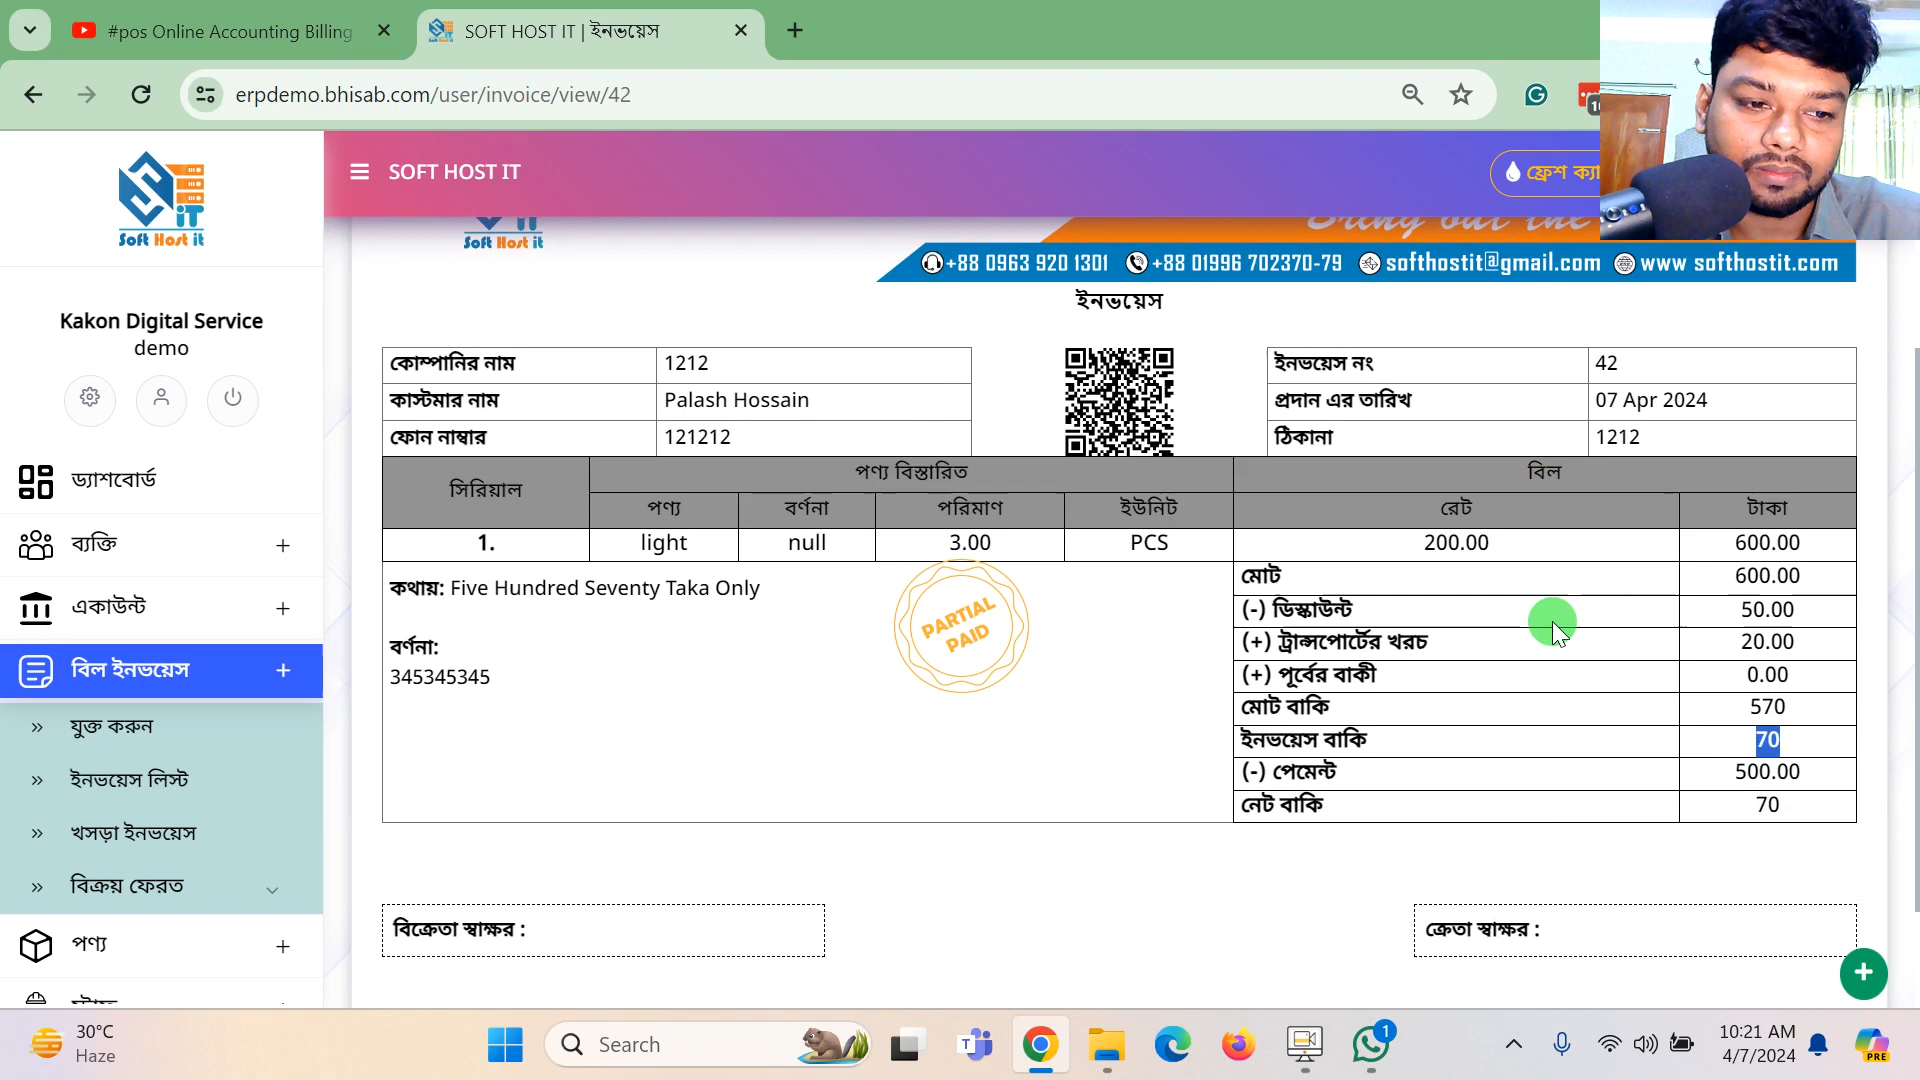 #pos Online Accounting Billing
SOFT HOST IT | ইনভয়েস
erpdemo.bhisab.com/user/invoice/view/42
iT
Soft Host it
SOFT HOST IT
ফ্রেশ ক্যা
Soft Host it
Bring out the
+88 0963 920 1301 +88 01996 702370-79 softhostit@gmail.com www softhostit.com
ইনভয়েস
Kakon Digital Service
demo
কোম্পানির নাম 1212
কাস্টমার নাম Palash Hossain
ফোন নাম্বার 121212
ইনভয়েস নং 42
প্রদান এর তারিখ 07 Apr 2024
ঠিকানা 1212
সিরিয়াল পণ্য বিস্তারিত বিল
পণ্য বর্ণনা পরিমাণ ইউনিট রেট টাকা
1. light null 3.00 PCS 200.00 600.00
কথায়: Five Hundred Seventy Taka Only
বর্ণনা:
345345345
PARTIAL
PAID
মোট 600.00
(-) ডিস্কাউন্ট 50.00
(+) ট্রান্সপোর্টের খরচ 20.00
(+) পূর্বের বাকী 0.00
মোট বাকি 570
ইনভয়েস বাকি 70
(-) পেমেন্ট 500.00
নেট বাকি 70
বিক্রেতা স্বাক্ষর :
ক্রেতা স্বাক্ষর :
ড্যাশবোর্ড
ব্যক্তি +
একাউন্ট +
বিল ইনভয়েস +
» যুক্ত করুন
» ইনভয়েস লিস্ট
» খসড়া ইনভয়েস
» বিক্রয় ফেরত
পণ্য +
+
30°C
Haze
Search
1
10:21 AM
4/7/2024
PRE